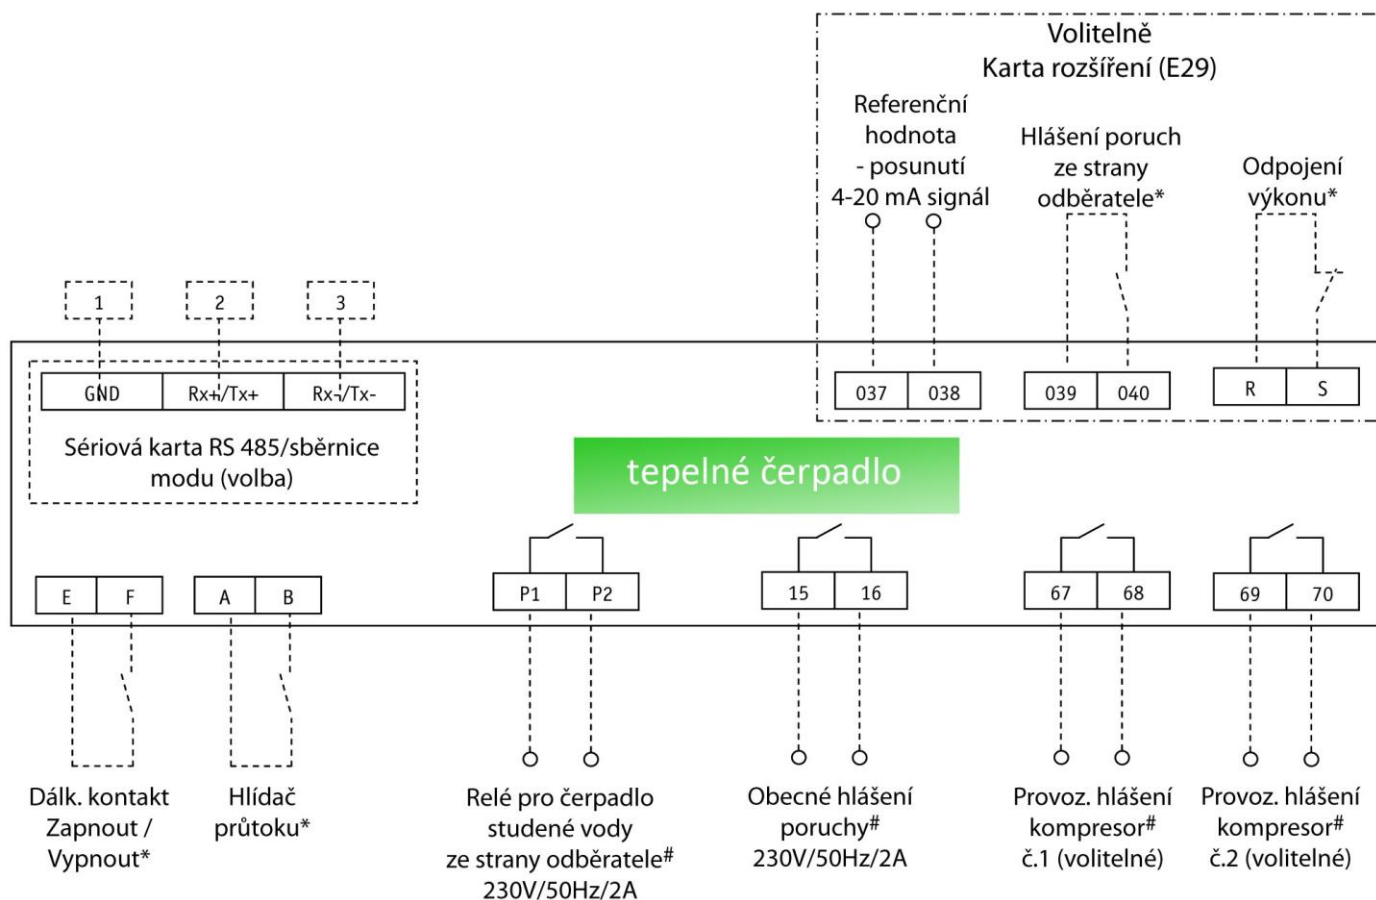 Volitelně
Karta rozšíření (E29)
Referenční
hodnota
- posunutí
4-20 mA signál
Hlášení poruch
ze strany
odběratele*
Odpojení
výkonu*
1
2
3
GND
Rx+/Tx+
Rx-/Tx-
037
038
039
040
R
S
Sériová karta RS 485/sběrnice
modu (volba)
tepelné čerpadlo
E
F
A
B
P1
P2
15
16
67
68
69
70
Dálk. kontakt
Zapnout /
Vypnout*
Hlídač
průtoku*
Relé pro čerpadlo
studené vody
ze strany odběratele#
230V/50Hz/2A
Obecné hlášení
poruchy#
230V/50Hz/2A
Provoz. hlášení
kompresor#
č.1 (volitelné)
Provoz. hlášení
kompresor#
č.2 (volitelné)